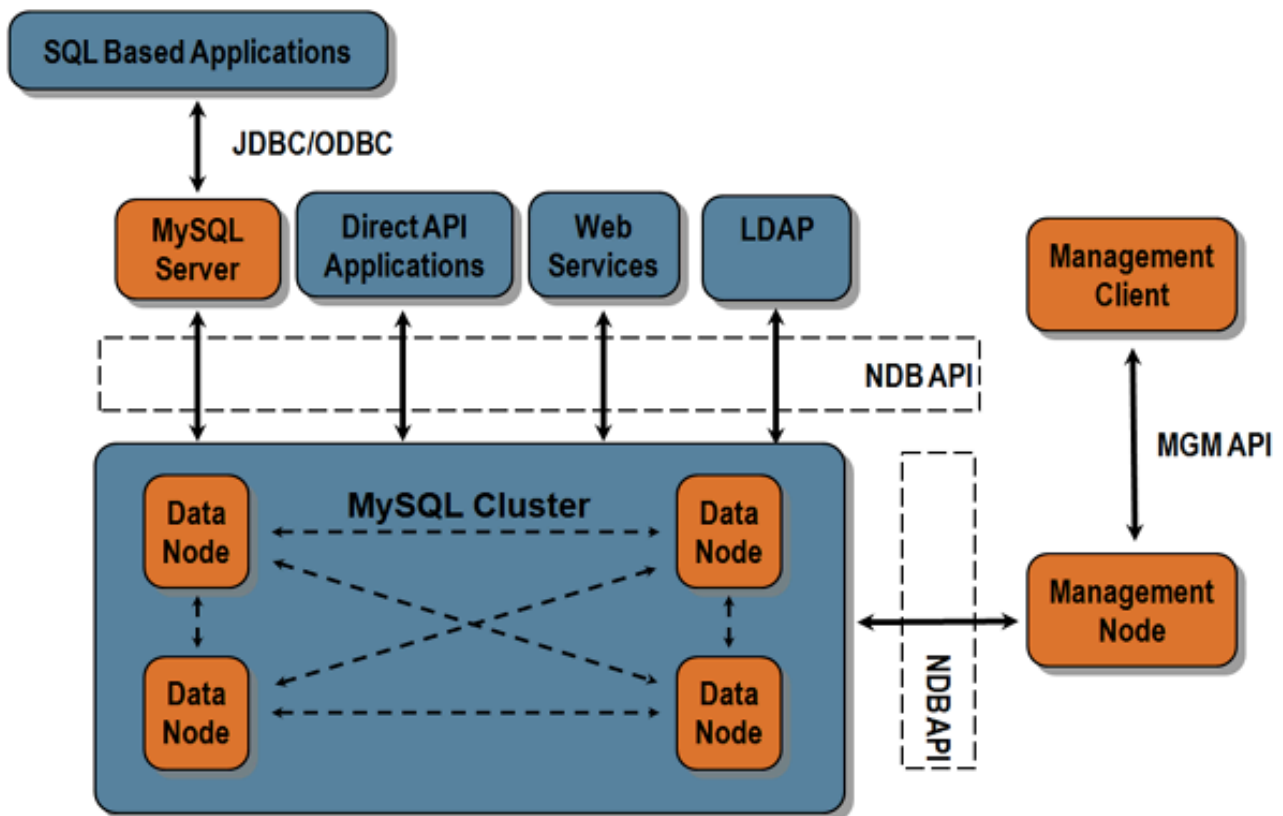 SQL Based Applications
JDBC/ODBC
MySQL
Server
Direct API
Applications
Web
Services
LDAP
Management
Client
NDB API
MGM API
MySQL Cluster
Data
Node
Data
Node
Data
Node
Data
Node
NDB API
Management
Node